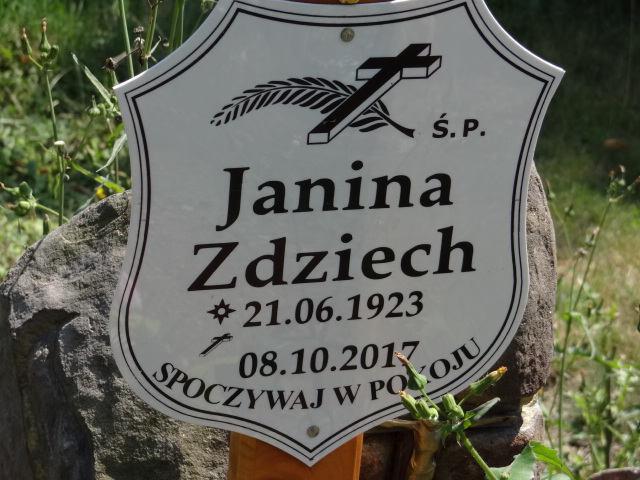 Ś.P.
Janina
Zdziech
21.06.1923
08.10.2017
SPOCZYWAJ W POKOJU